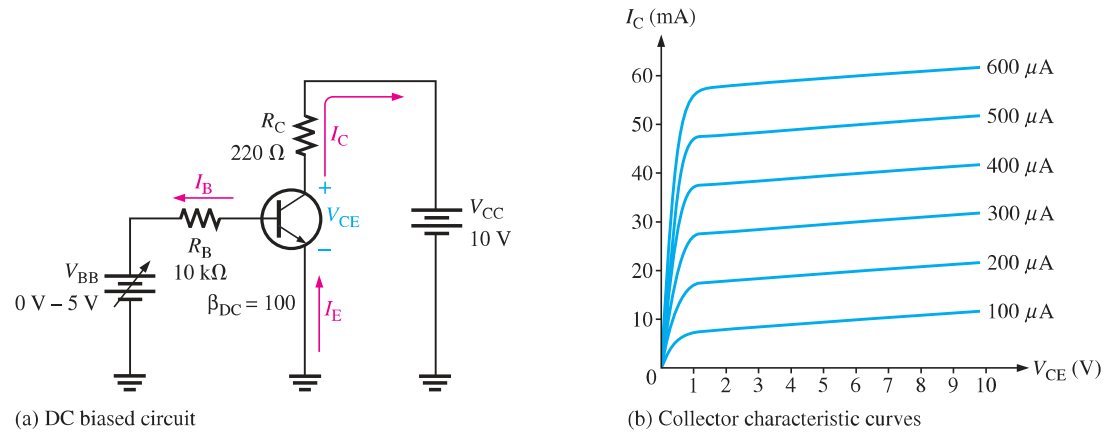 R_C
220 Ω
I_C
I_B
+
V_CE
−
V_CC
10 V
R_B
10 kΩ
V_BB
0 V – 5 V
β_DC = 100
I_E
(a) DC biased circuit
I_C (mA)
60
50
40
30
20
10
0
600 μA
500 μA
400 μA
300 μA
200 μA
100 μA
1 2 3 4 5 6 7 8 9 10
V_CE (V)
(b) Collector characteristic curves